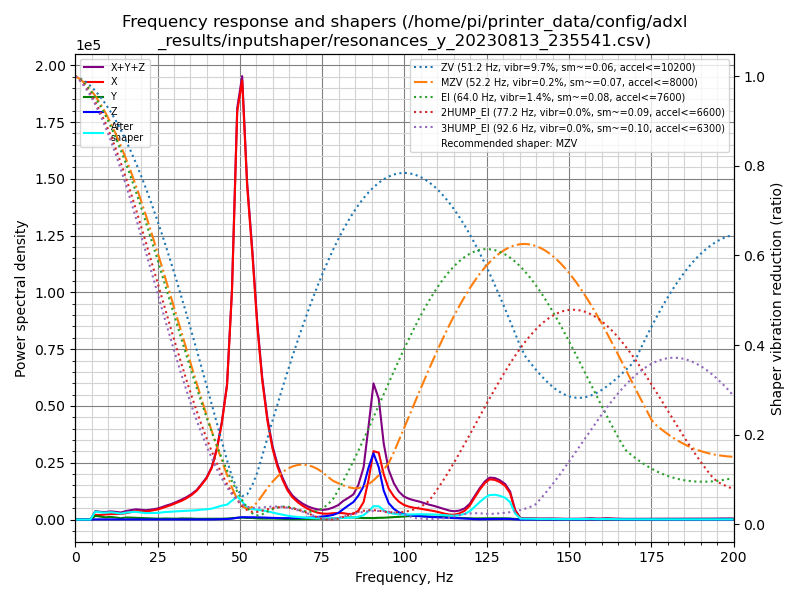 Frequency response and shapers (/home/pi/printer_data/config/adxl
_results/inputshaper/resonances_y_20230813_235541.csv)
1e5
2.00
1.75
1.50
1.25
1.00
0.75
0.50
0.25
0.00
Power spectral density
X+Y+Z
X
Y
Z
After
shaper
ZV (51.2 Hz, vibr=9.7%, sm~=0.06, accel<=10200)
MZV (52.2 Hz, vibr=0.2%, sm~=0.07, accel<=8000)
EI (64.0 Hz, vibr=1.4%, sm~=0.08, accel<=7600)
2HUMP_EI (77.2 Hz, vibr=0.0%, sm~=0.09, accel<=6600)
3HUMP_EI (92.6 Hz, vibr=0.0%, sm~=0.10, accel<=6300)
Recommended shaper: MZV
1.0
0.8
0.6
0.4
0.2
0.0
Shaper vibration reduction (ratio)
0 25 50 75 100 125 150 175 200
Frequency, Hz